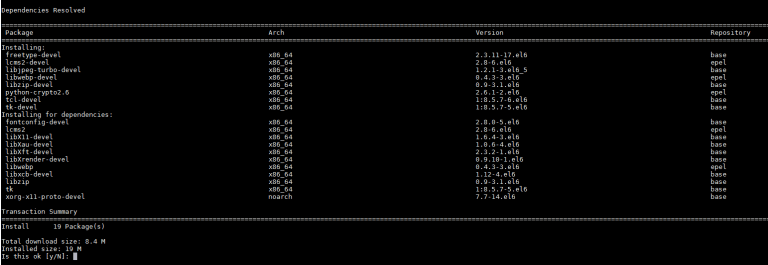 Dependencies Resolved
Package Arch Version Repository
Installing:
freetype-devel x86_64 2.3.11-17.el6 base
lcms2-devel x86_64 2.8-6.el6 epel
libjpeg-turbo-devel x86_64 1.2.1-3.el6_5 base
libwebp-devel x86_64 0.4.3-3.el6 epel
libzip-devel x86_64 0.9-3.1.el6 base
python-crypto2.6 x86_64 2.6.1-2.el6 epel
tcl-devel x86_64 1:8.5.7-6.el6 base
tk-devel x86_64 1:8.5.7-5.el6 base
Installing for dependencies:
fontconfig-devel x86_64 2.8.0-5.el6 base
lcms2 x86_64 2.8-6.el6 epel
libX11-devel x86_64 1.6.4-3.el6 base
libXau-devel x86_64 1.0.6-4.el6 base
libXft-devel x86_64 2.3.2-1.el6 base
libXrender-devel x86_64 0.9.10-1.el6 base
libwebp x86_64 0.4.3-3.el6 epel
libxcb-devel x86_64 1.12-4.el6 base
libzip x86_64 0.9-3.1.el6 base
tk x86_64 1:8.5.7-5.el6 base
xorg-x11-proto-devel noarch 7.7-14.el6 base
Transaction Summary
Install 19 Package(s)
Total download size: 8.4 M
Installed size: 19 M
Is this ok [y/N]: